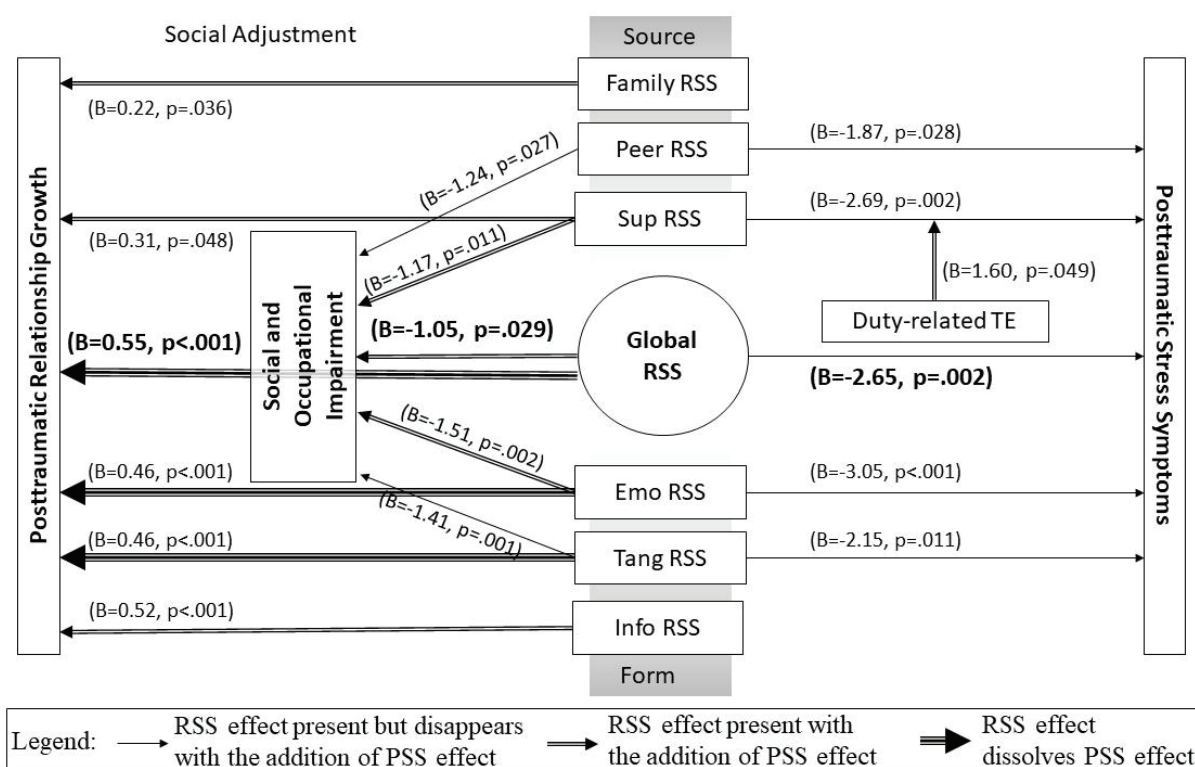 Social Adjustment
Source
Family RSS
(B=0.22, p=.036)
Peer RSS
(B=-1.87, p=.028)
(B=-1.24, p=.027)
Sup RSS
(B=-2.69, p=.002)
(B=0.31, p=.048)
(B=-1.17, p=.011)
(B=1.60, p=.049)
Duty-related TE
Posttraumatic Relationship Growth
Social and
Occupational
Impairment
Posttraumatic Stress Symptoms
(B=0.55, p<.001)
(B=-1.05, p=.029)
Global
RSS
(B=-2.65, p=.002)
(B=-1.51, p=.002)
(B=0.46, p<.001)
Emo RSS
(B=-3.05, p<.001)
(B=-1.41, p=.001)
(B=0.46, p<.001)
Tang RSS
(B=-2.15, p=.011)
(B=0.52, p<.001)
Info RSS
Form
Legend:
RSS effect present but disappears
with the addition of PSS effect
RSS effect present with
the addition of PSS effect
RSS effect
dissolves PSS effect